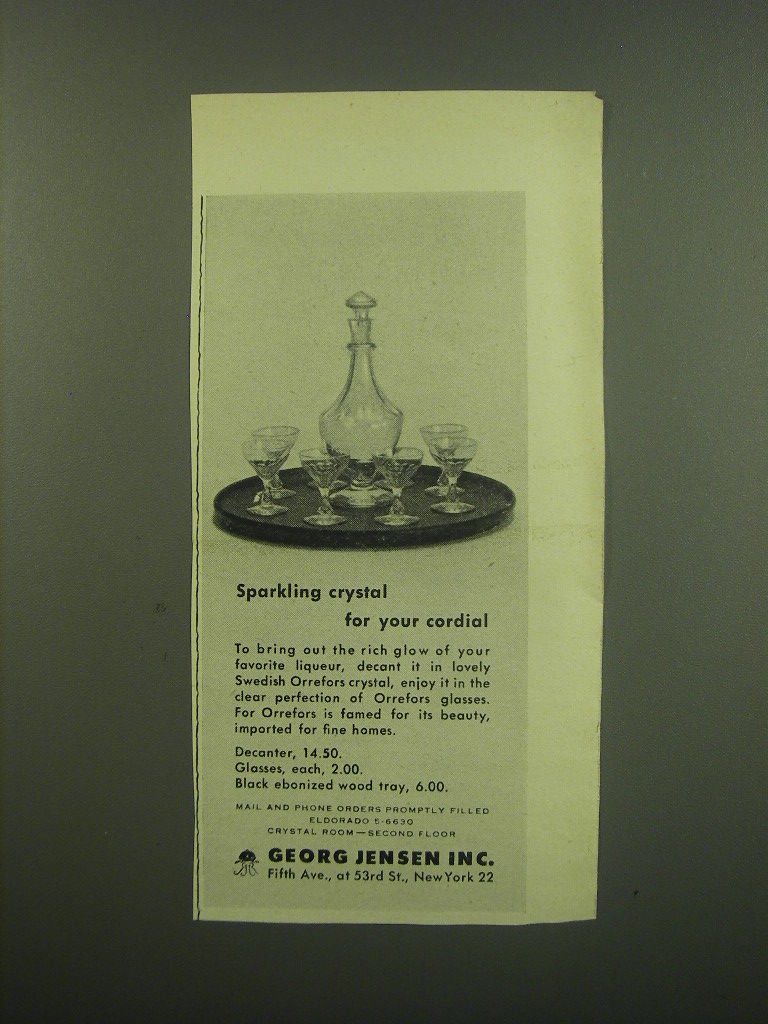 Sparkling crystal
for your cordial
To bring out the rich glow of your
favorite liqueur, decant it in lovely
Swedish Orrefors crystal, enjoy it in the
clear perfection of Orrefors glasses.
For Orrefors is famed for its beauty,
imported for fine homes.
Decanter, 14.50.
Glasses, each, 2.00.
Black ebonized wood tray, 6.00.
MAIL AND PHONE ORDERS PROMPTLY FILLED
ELDORADO 5-6630
CRYSTAL ROOM—SECOND FLOOR
GEORG JENSEN INC.
Fifth Ave., at 53rd St., New York 22